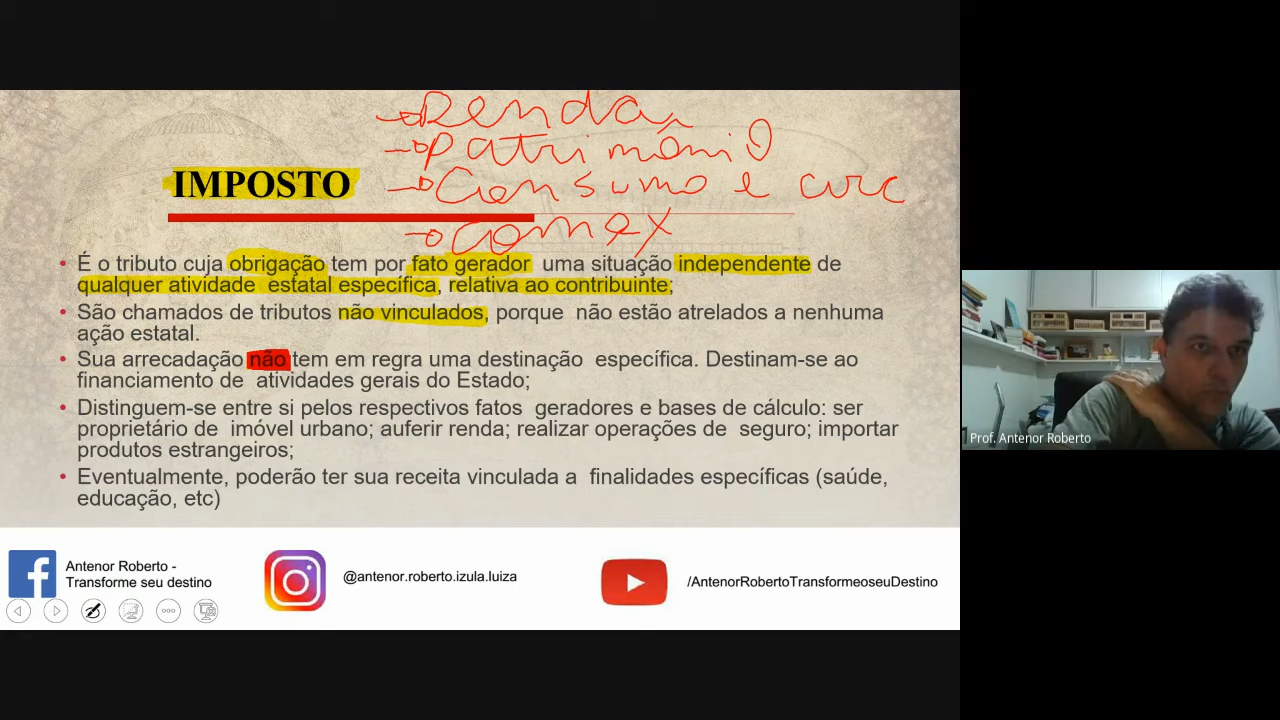 →Renda
→Patrimônio
IMPOSTO
→Consumo e circ
→Comex
• É o tributo cuja obrigação tem por fato gerador uma situação independente de
qualquer atividade estatal específica, relativa ao contribuinte;
• São chamados de tributos não vinculados, porque não estão atrelados a nenhuma
ação estatal.
• Sua arrecadação não tem em regra uma destinação específica. Destinam-se ao
financiamento de atividades gerais do Estado;
• Distinguem-se entre si pelos respectivos fatos geradores e bases de cálculo: ser
proprietário de imóvel urbano; auferir renda; realizar operações de seguro; importar
produtos estrangeiros;
• Eventualmente, poderão ter sua receita vinculada a finalidades específicas (saúde,
educação, etc)
Antenor Roberto -
Transforme seu destino
@antenor.roberto.izula.luiza
/AntenorRobertoTransformeoseuDestino
Prof. Antenor Roberto